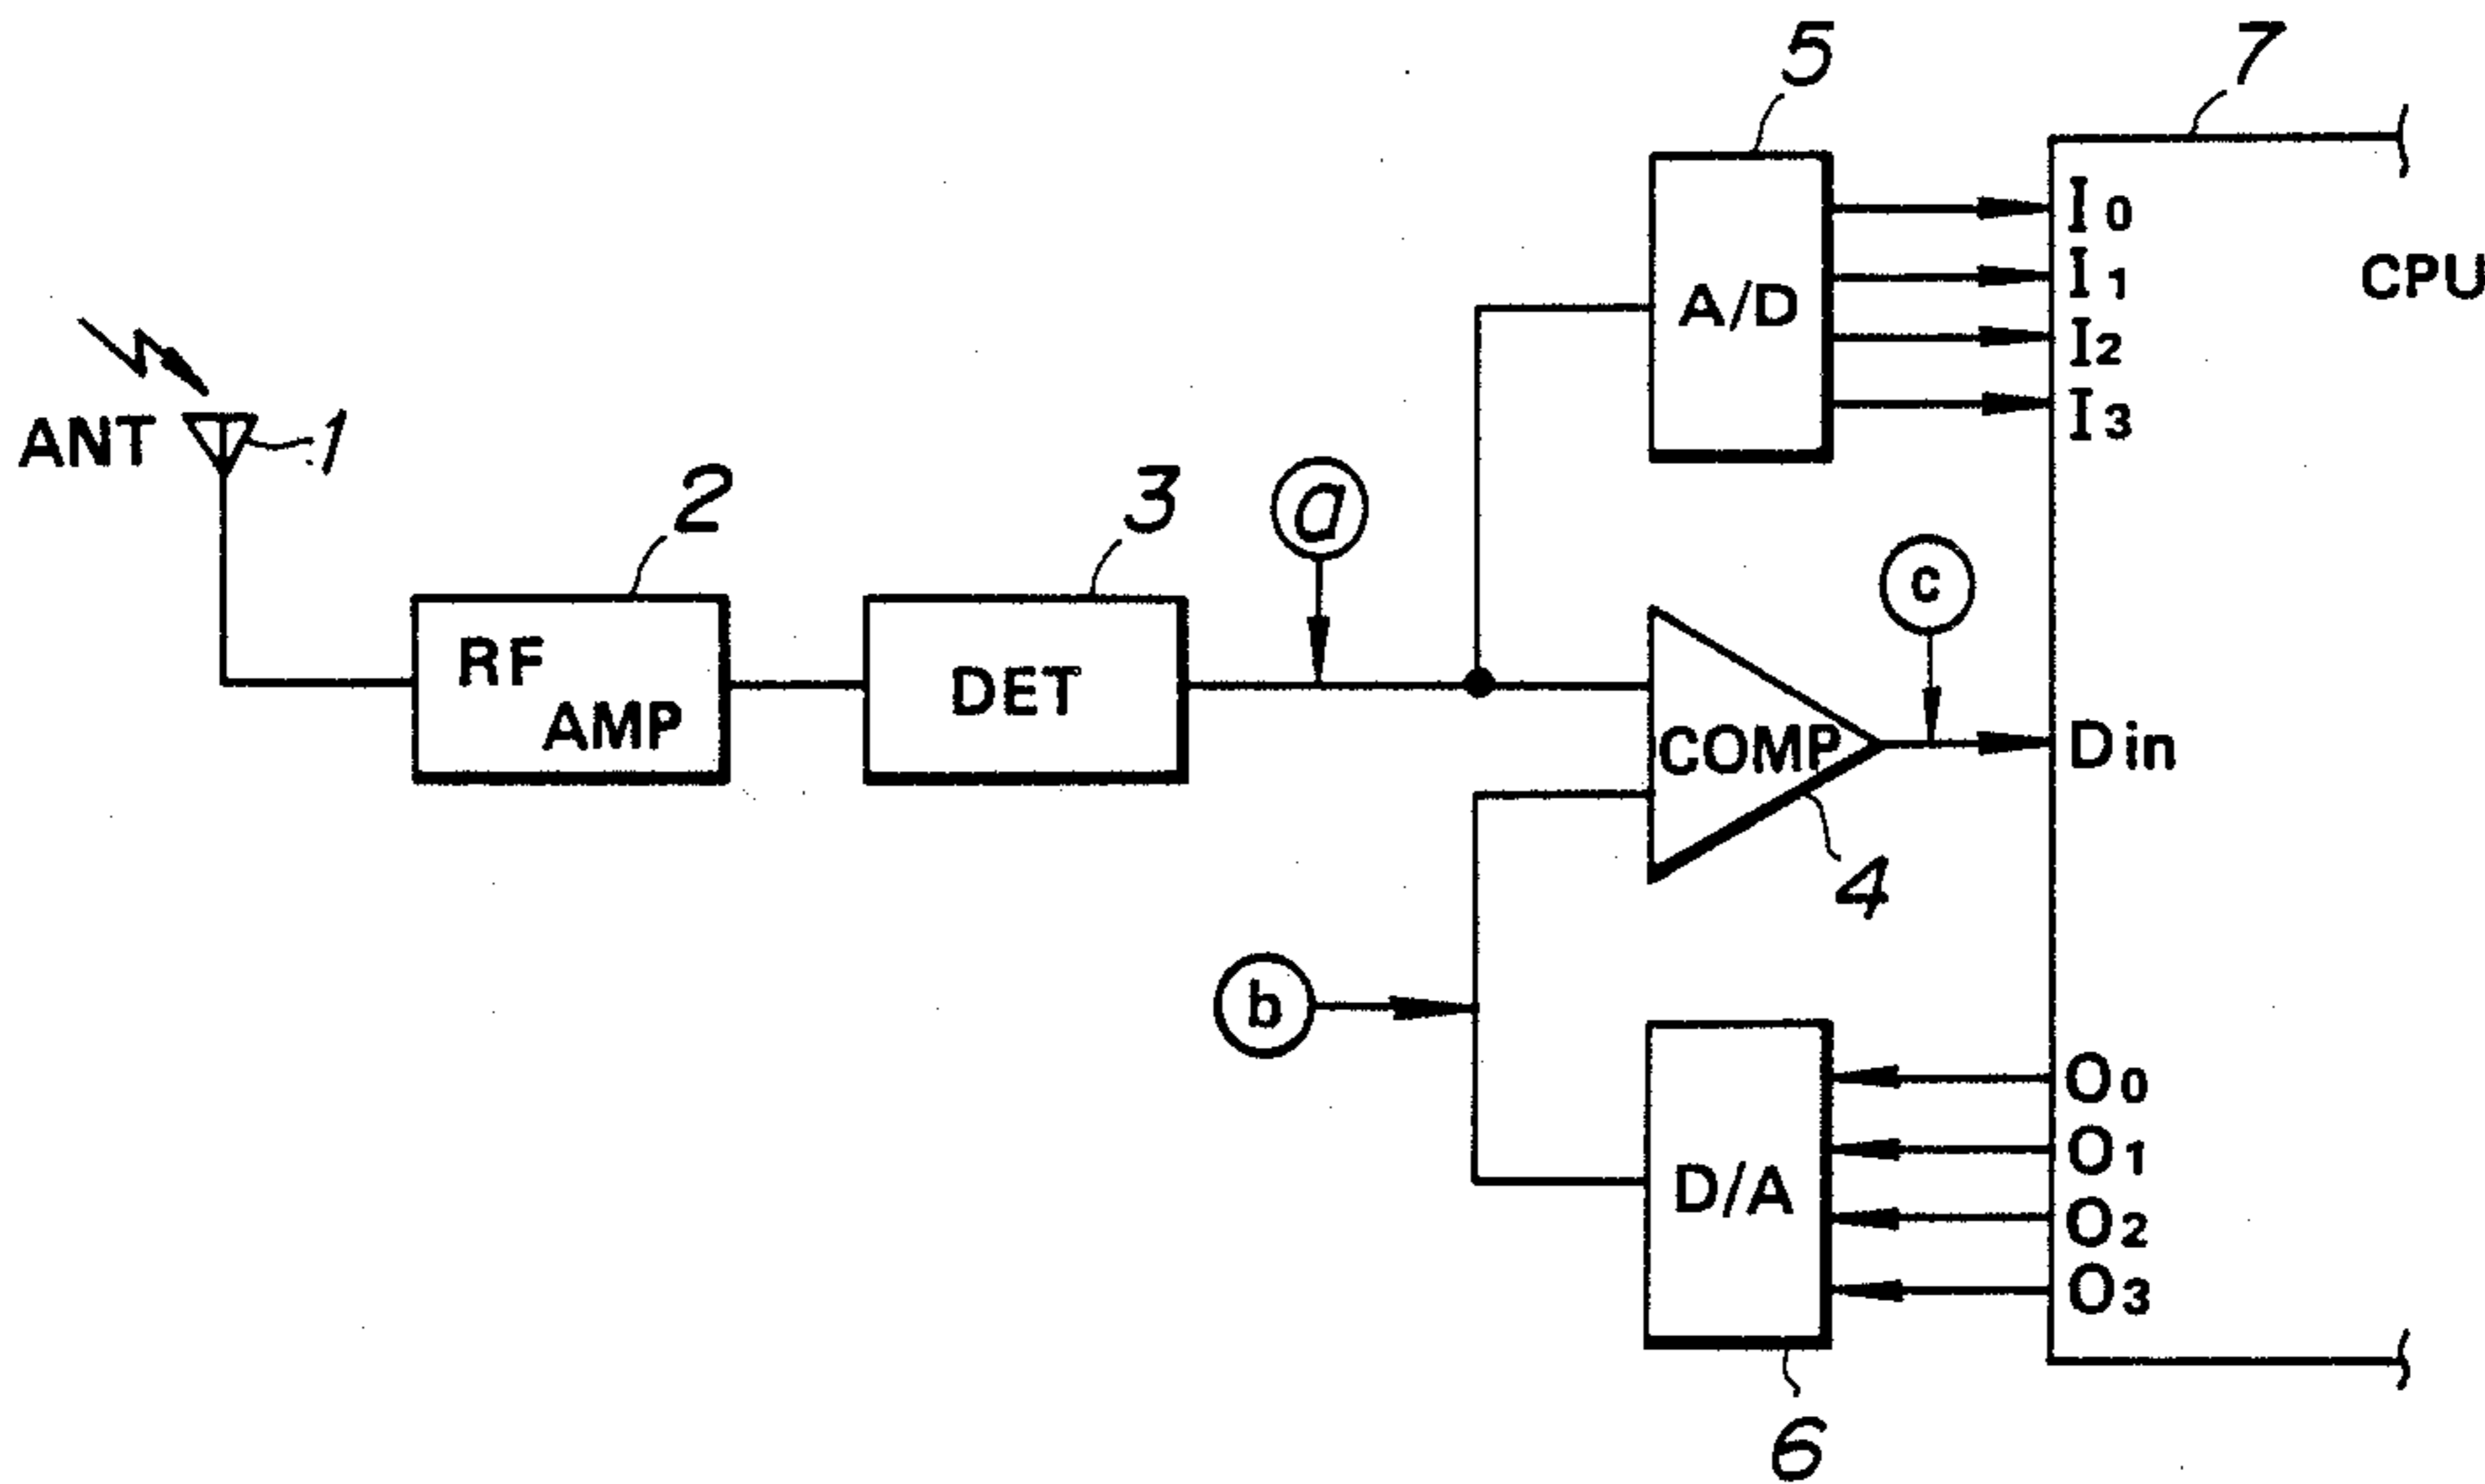 5
7
I0
I1
CPU
A/D
I2
I3
ANT
1
2
3
a
c
RF
AMP
DET
COMP
Din
4
b
O0
O1
D/A
O2
O3
6